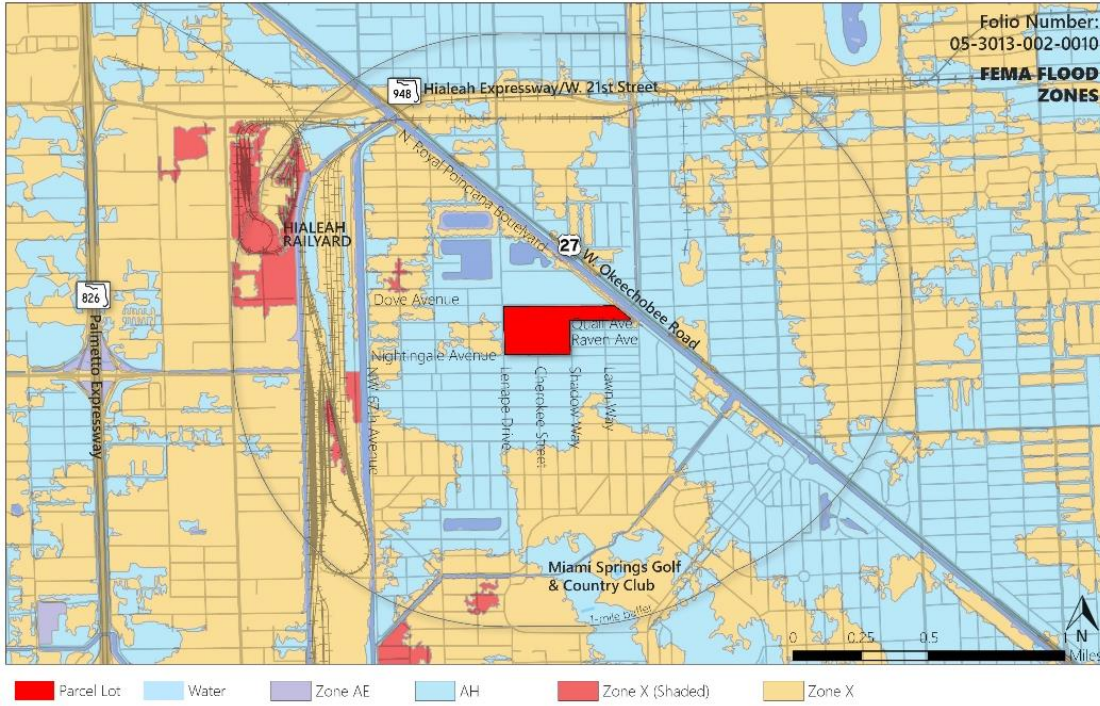 Folio Number:
05-3013-002-0010
FEMA FLOOD
ZONES
948
Hialeah Expressway/W. 21st Street
N. Royal Poinciana Boulevard
HIALEAH
RAILYARD
27
W. Okeechobee Road
826
Palmetto Expressway
Dove Avenue
Quail Ave
Raven Ave
Nightingale Avenue
NW 67th Avenue
Lenape Drive
Cherokee Street
Shadow Way
Lawn Way
Miami Springs Golf
& Country Club
1-mile buffer
N
0 0.25 0.5 1
Miles
Parcel Lot Water Zone AE AH Zone X (Shaded) Zone X